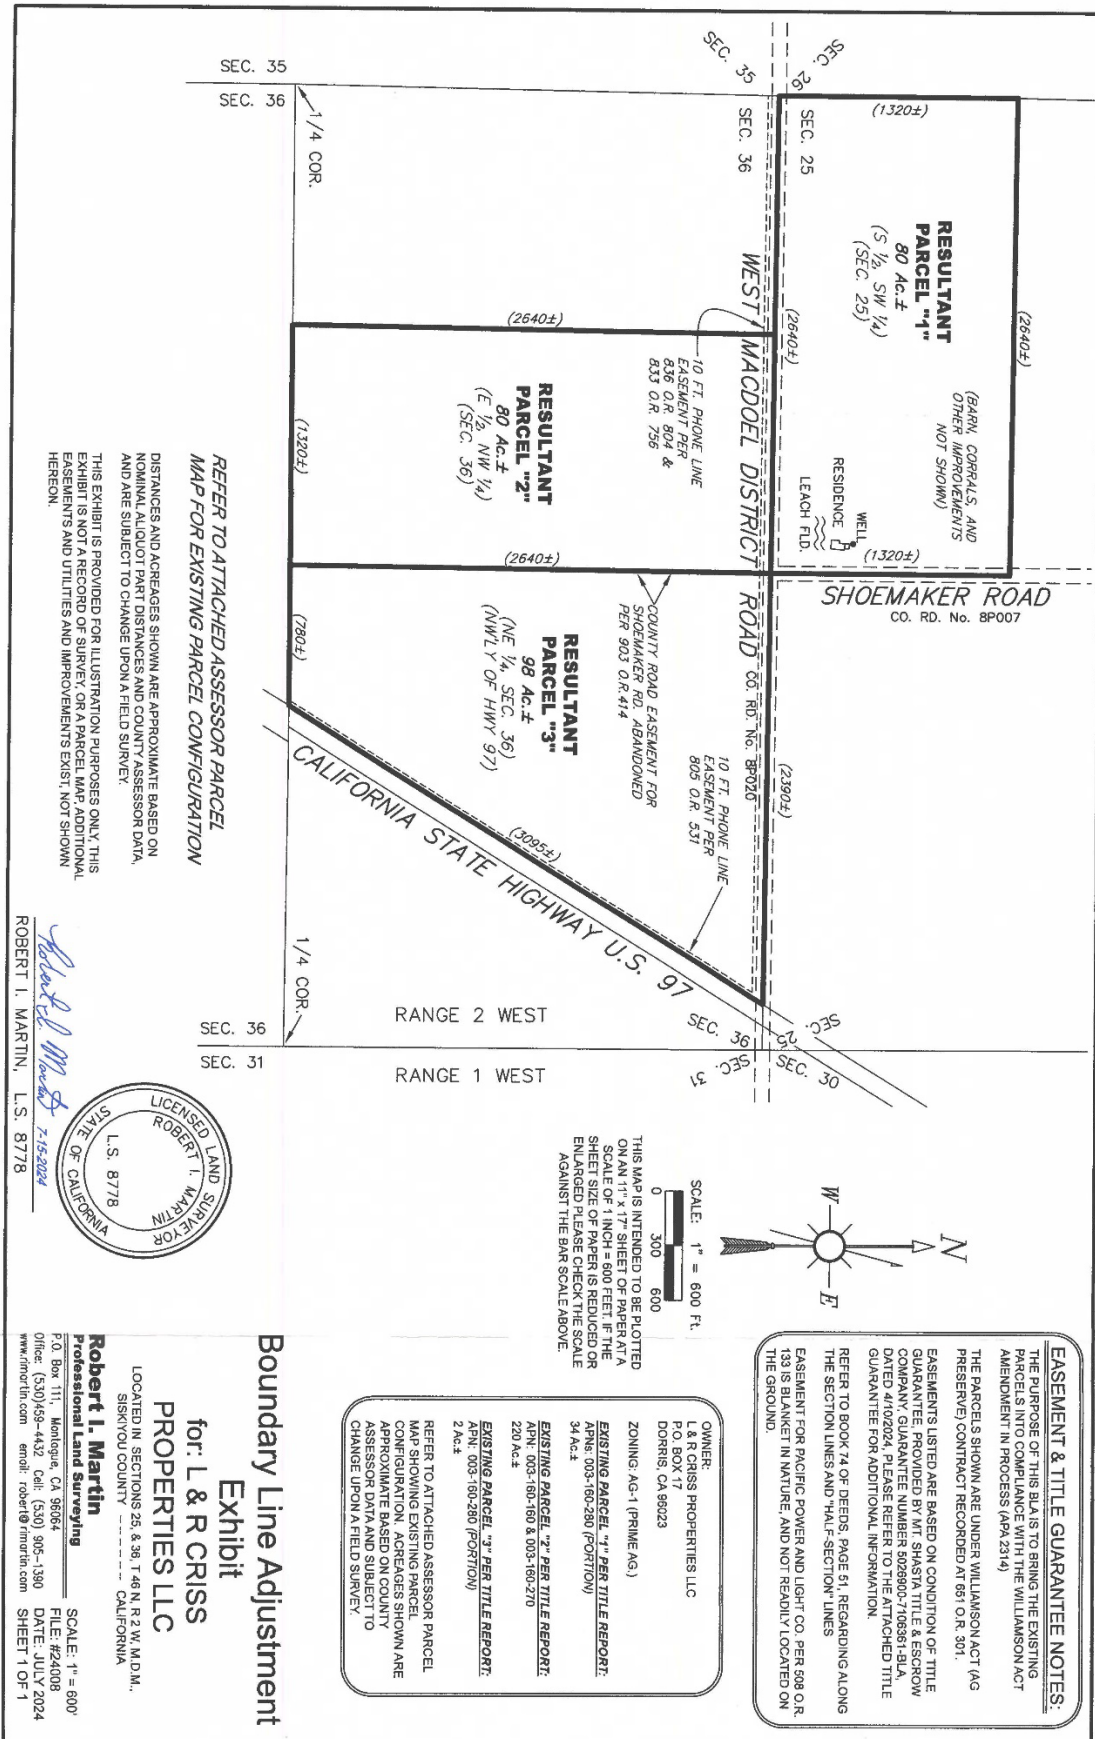 SEC. 26
SEC. 35
SEC. 25
SEC. 36
SEC. 35
SEC. 36
1/4 COR.
(1320±)
RESULTANT
PARCEL "1"
80 Ac.±
(S 1/2, SW 1/4)
(SEC. 25)
(2640±)
(BARN, CORRALS, AND
OTHER IMPROVEMENTS
NOT SHOWN)
WELL
RESIDENCE
LEACH FLD.
(1320±)
SHOEMAKER ROAD
CO. RD. No. 8P007
(2640±)
WEST MACDOEL DISTRICT ROAD CO. RD. No. 8P020
(2390±)
10 FT. PHONE LINE
EASEMENT PER
836 O.R. 804 &
833 O.R. 756
(2640±)
RESULTANT
PARCEL "2"
80 Ac.±
(E 1/2, NW 1/4)
(SEC. 36)
(1320±)
(2640±)
COUNTY ROAD EASEMENT FOR
SHOEMAKER RD. ABANDONED
PER 903 O.R.414
RESULTANT
PARCEL "3"
98 Ac.±
(NE 1/4, SEC. 36)
(NW'LY OF HWY 97)
(780±)
10 FT. PHONE LINE
EASEMENT PER
805 O.R. 531
(3095±)
CALIFORNIA STATE HIGHWAY U.S. 97
1/4 COR.
RANGE 2 WEST
RANGE 1 WEST
SEC. 36
SEC. 31
SEC. 25
SEC. 30
SEC. 36
SEC. 31
REFER TO ATTACHED ASSESSOR PARCEL
MAP FOR EXISTING PARCEL CONFIGURATION
DISTANCES AND ACREAGES SHOWN ARE APPROXIMATE BASED ON
NOMINAL ALIQUOT PART DISTANCES AND COUNTY ASSESSOR DATA,
AND ARE SUBJECT TO CHANGE UPON A FIELD SURVEY.
THIS EXHIBIT IS PROVIDED FOR ILLUSTRATION PURPOSES ONLY, THIS
EXHIBIT IS NOT A RECORD OF SURVEY, OR A PARCEL MAP. ADDITIONAL
EASEMENTS AND UTILITIES AND IMPROVEMENTS EXIST, NOT SHOWN
HEREON.
Robert I. Martin 7-15-2024
ROBERT I. MARTIN, L.S. 8778
LICENSED LAND SURVEYOR
ROBERT I. MARTIN
L.S. 8778
STATE OF CALIFORNIA
N
W
E
SCALE: 1" = 600 Ft.
0 300 600
THIS MAP IS INTENDED TO BE PLOTTED
ON AN 11" x 17" SHEET OF PAPER AT A
SCALE OF 1 INCH = 600 FEET. IF THE
SHEET SIZE OF PAPER IS REDUCED OR
ENLARGED PLEASE CHECK THE SCALE
AGAINST THE BAR SCALE ABOVE.
EASEMENT & TITLE GUARANTEE NOTES:
THE PURPOSE OF THIS BLA IS TO BRING THE EXISTING
PARCELS INTO COMPLIANCE WITH THE WILLIAMSON ACT
AMENDMENT IN PROCESS (APA 2314)
THE PARCELS SHOWN ARE UNDER WILLIAMSON ACT (AG
PRESERVE) CONTRACT RECORDED AT 661 O.R. 301.
EASEMENTS LISTED ARE BASED ON CONDITION OF TITLE
GUARANTEE, PROVIDED BY MT. SHASTA TITLE & ESCROW
COMPANY, GUARANTEE NUMBER 5026900-7106361-BLA,
DATED 4/10/2024, PLEASE REFER TO THE ATTACHED TITLE
GUARANTEE FOR ADDITIONAL INFORMATION.
REFER TO BOOK 74 OF DEEDS, PAGE 51, REGARDING ALONG
THE SECTION LINES AND "HALF-SECTION" LINES
EASEMENT FOR PACIFIC POWER AND LIGHT CO. PER 508 O.R.
133 IS BLANKET IN NATURE, AND NOT READILY LOCATED ON
THE GROUND.
OWNER:
L & R CRISS PROPERTIES LLC
P.O. BOX 17
DORRIS, CA 96023
ZONING: AG-1 (PRIME AG.)
EXISTING PARCEL "1" PER TITLE REPORT:
APNs: 003-160-280 (PORTION)
34 Ac.±
EXISTING PARCEL "2" PER TITLE REPORT:
APN: 003-160-160 & 003-160-270
220 Ac.±
EXISTING PARCEL "3" PER TITLE REPORT:
APN: 003-160-280 (PORTION)
2 Ac.±
REFER TO ATTACHED ASSESSOR PARCEL
MAP SHOWING EXISTING PARCEL
CONFIGURATION. ACREAGES SHOWN ARE
APPROXIMATE BASED ON COUNTY
ASSESSOR DATA AND SUBJECT TO
CHANGE UPON A FIELD SURVEY.
Boundary Line Adjustment
Exhibit
for: L & R CRISS
PROPERTIES LLC
LOCATED IN SECTIONS 25, & 36, T 46 N, R 2 W, M.D.M.,
SISKIYOU COUNTY ------ CALIFORNIA
Robert I. Martin
Professional Land Surveying
P.O. Box 111, Montague, CA 96064
Office: (530)459-4432 Cell: (530) 905-1390
www.rimartin.com email: robert@rimartin.com
SCALE: 1" = 600'
FILE: #24008
DATE: JULY 2024
SHEET 1 OF 1